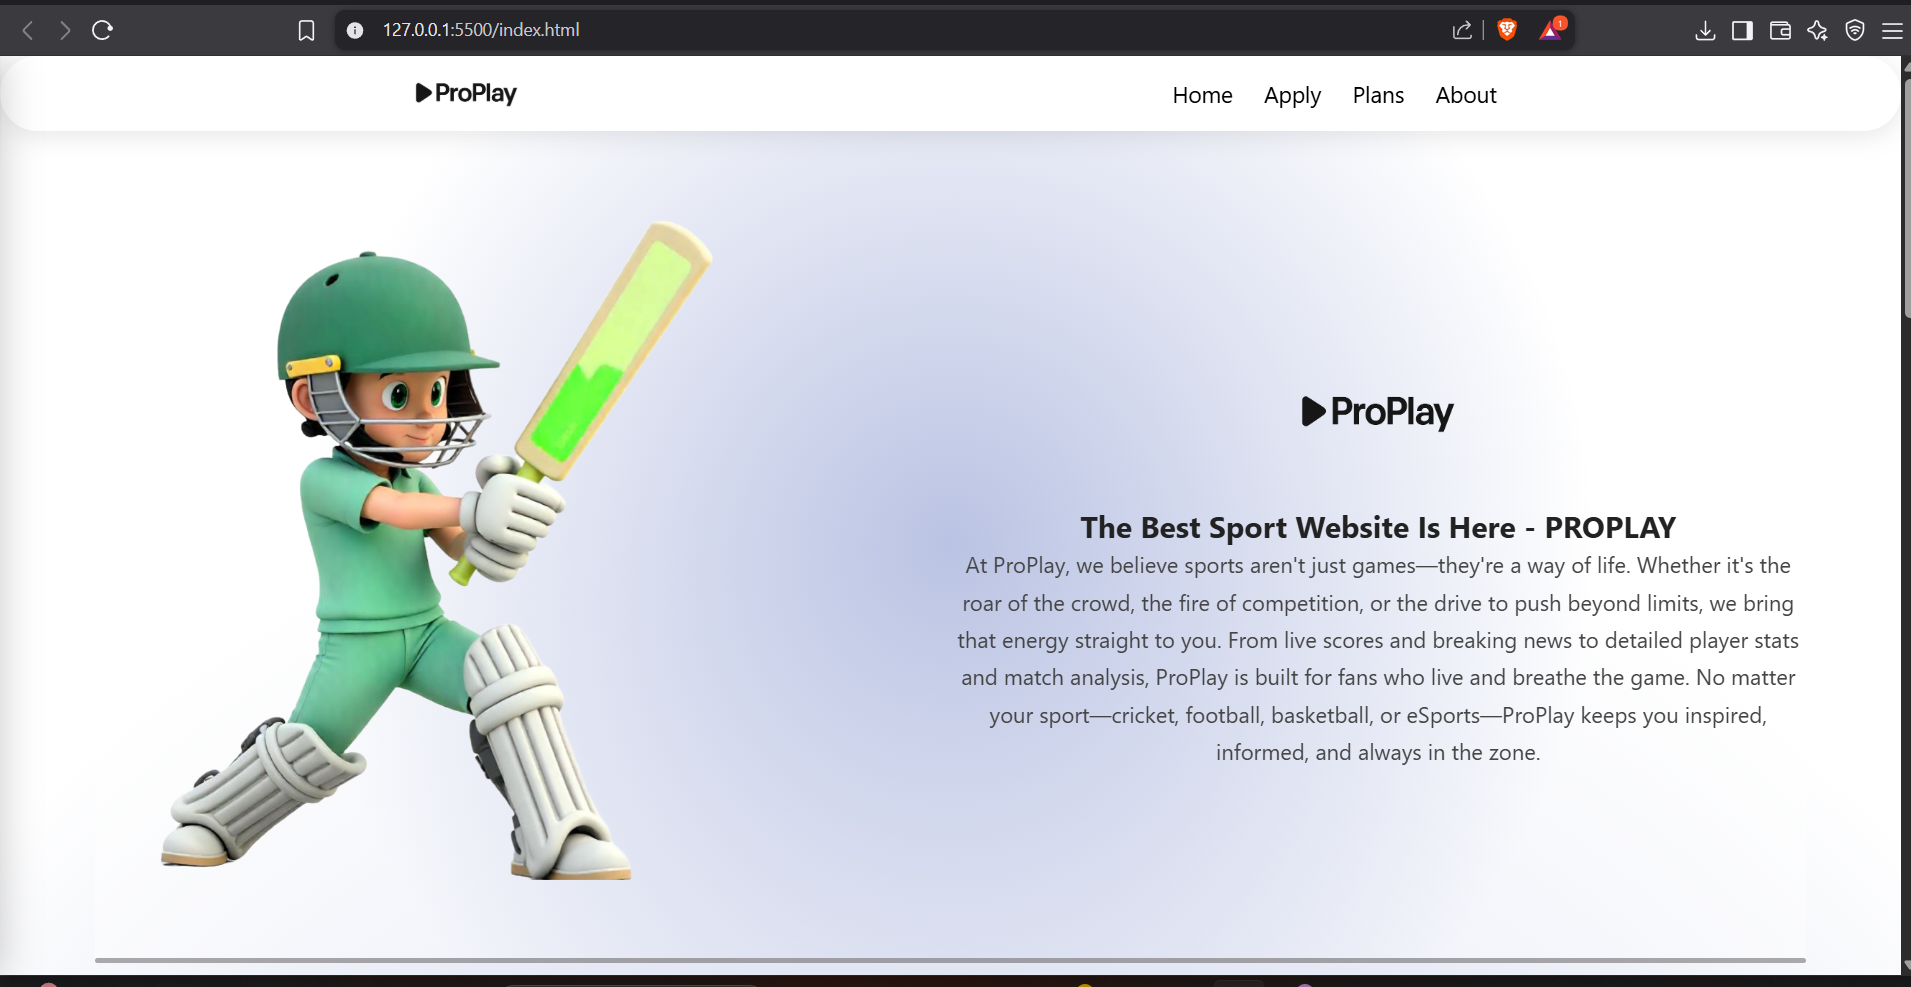 127.0.0.1:5500/index.html
1
ProPlay
Home Apply Plans About
ProPlay
The Best Sport Website Is Here - PROPLAY
At ProPlay, we believe sports aren't just games—they're a way of life. Whether it's the
roar of the crowd, the fire of competition, or the drive to push beyond limits, we bring
that energy straight to you. From live scores and breaking news to detailed player stats
and match analysis, ProPlay is built for fans who live and breathe the game. No matter
your sport—cricket, football, basketball, or eSports—ProPlay keeps you inspired,
informed, and always in the zone.